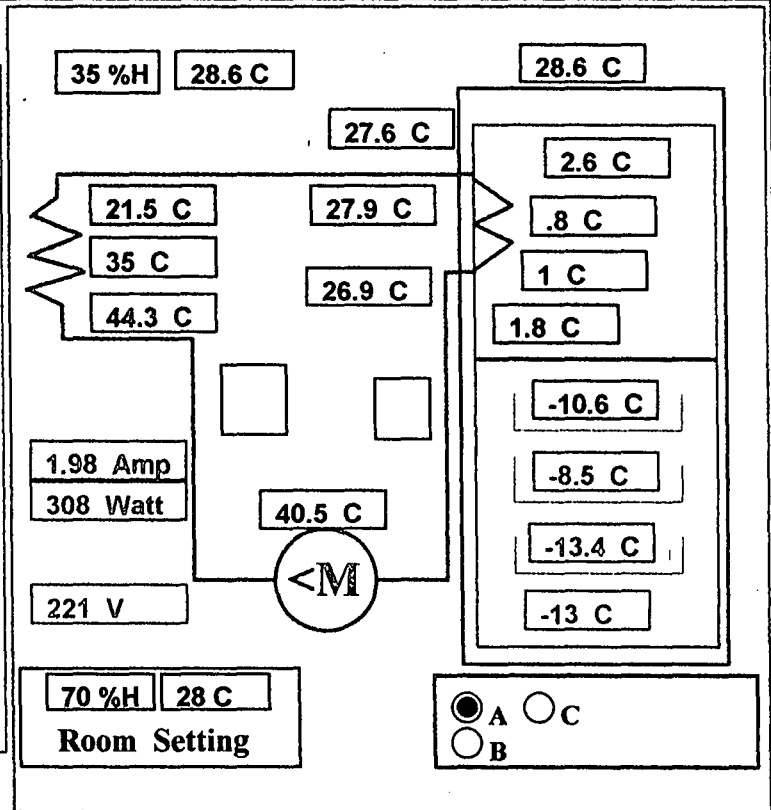 35 %H 28.6 C 28.6 C
27.6 C
2.6 C
21.5 C 27.9 C .8 C
35 C 1 C
26.9 C
44.3 C 1.8 C
-10.6 C
1.98 Amp -8.5 C
308 Watt
40.5 C
-13.4 C
<M
221 V -13 C
70 %H 28 C
Room Setting
A C
B